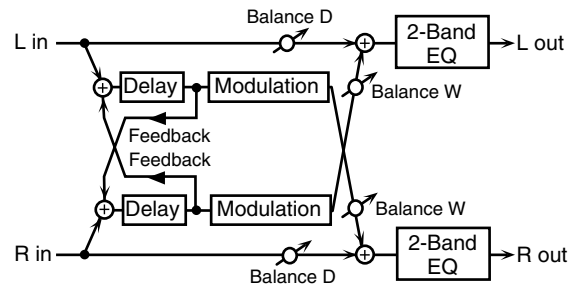 Balance D
L in
2-Band
EQ
L out
Delay
Modulation
Balance W
Feedback
Feedback
Delay
Modulation
Balance W
R in
2-Band
EQ
R out
Balance D